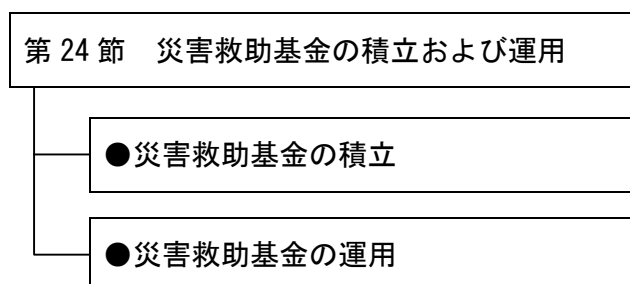 第 24 節　災害救助基金の積立および運用
●災害救助基金の積立
●災害救助基金の運用